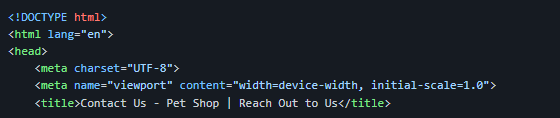 <!DOCTYPE html>
<html lang="en">
<head>
    <meta charset="UTF-8">
    <meta name="viewport" content="width=device-width, initial-scale=1.0">
    <title>Contact Us - Pet Shop | Reach Out to Us</title>